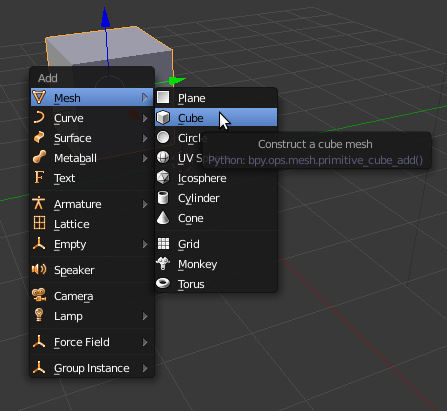 Add
Mesh
Curve
Surface
Metaball
Text
Armature
Lattice
Empty
Speaker
Camera
Lamp
Force Field
Group Instance
Plane
Cube
Circle
UV S
Icosphere
Cylinder
Cone
Grid
Monkey
Torus
Construct a cube mesh
Python: bpy.ops.mesh.primitive_cube_add()